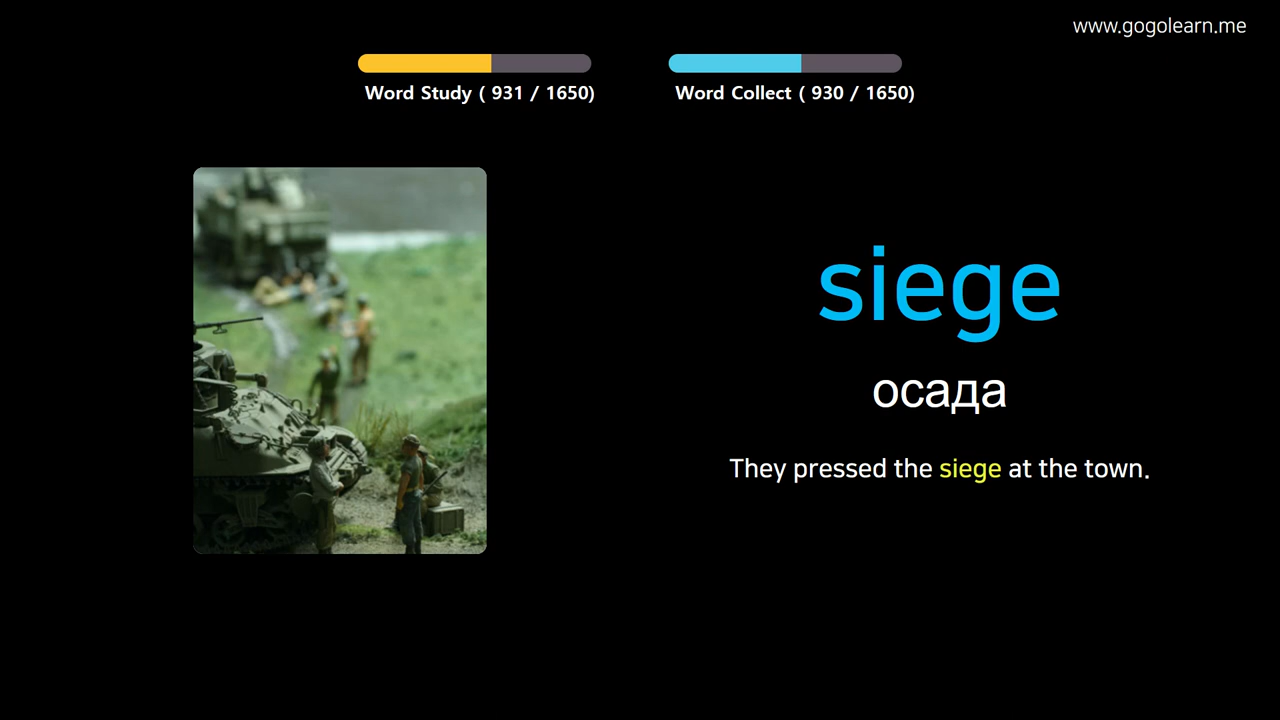 www.gogolearn.me
Word Study ( 931 / 1650)
Word Collect ( 930 / 1650)
siege
осада
They pressed the siege at the town.